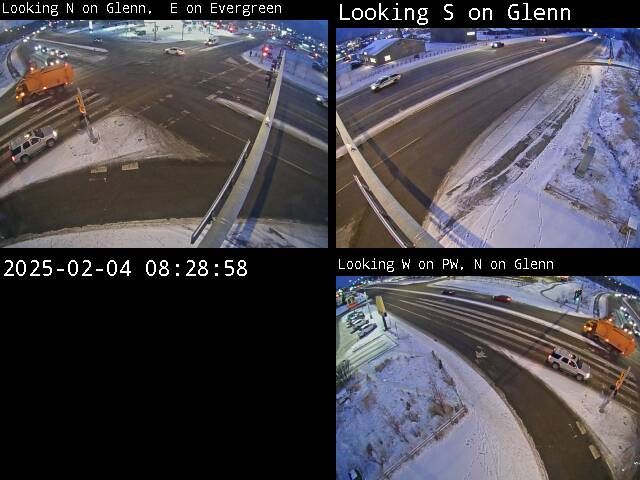 Looking N on Glenn,  E on Evergreen
Looking S on Glenn
2025-02-04 08:28:58
Looking W on PW, N on Glenn